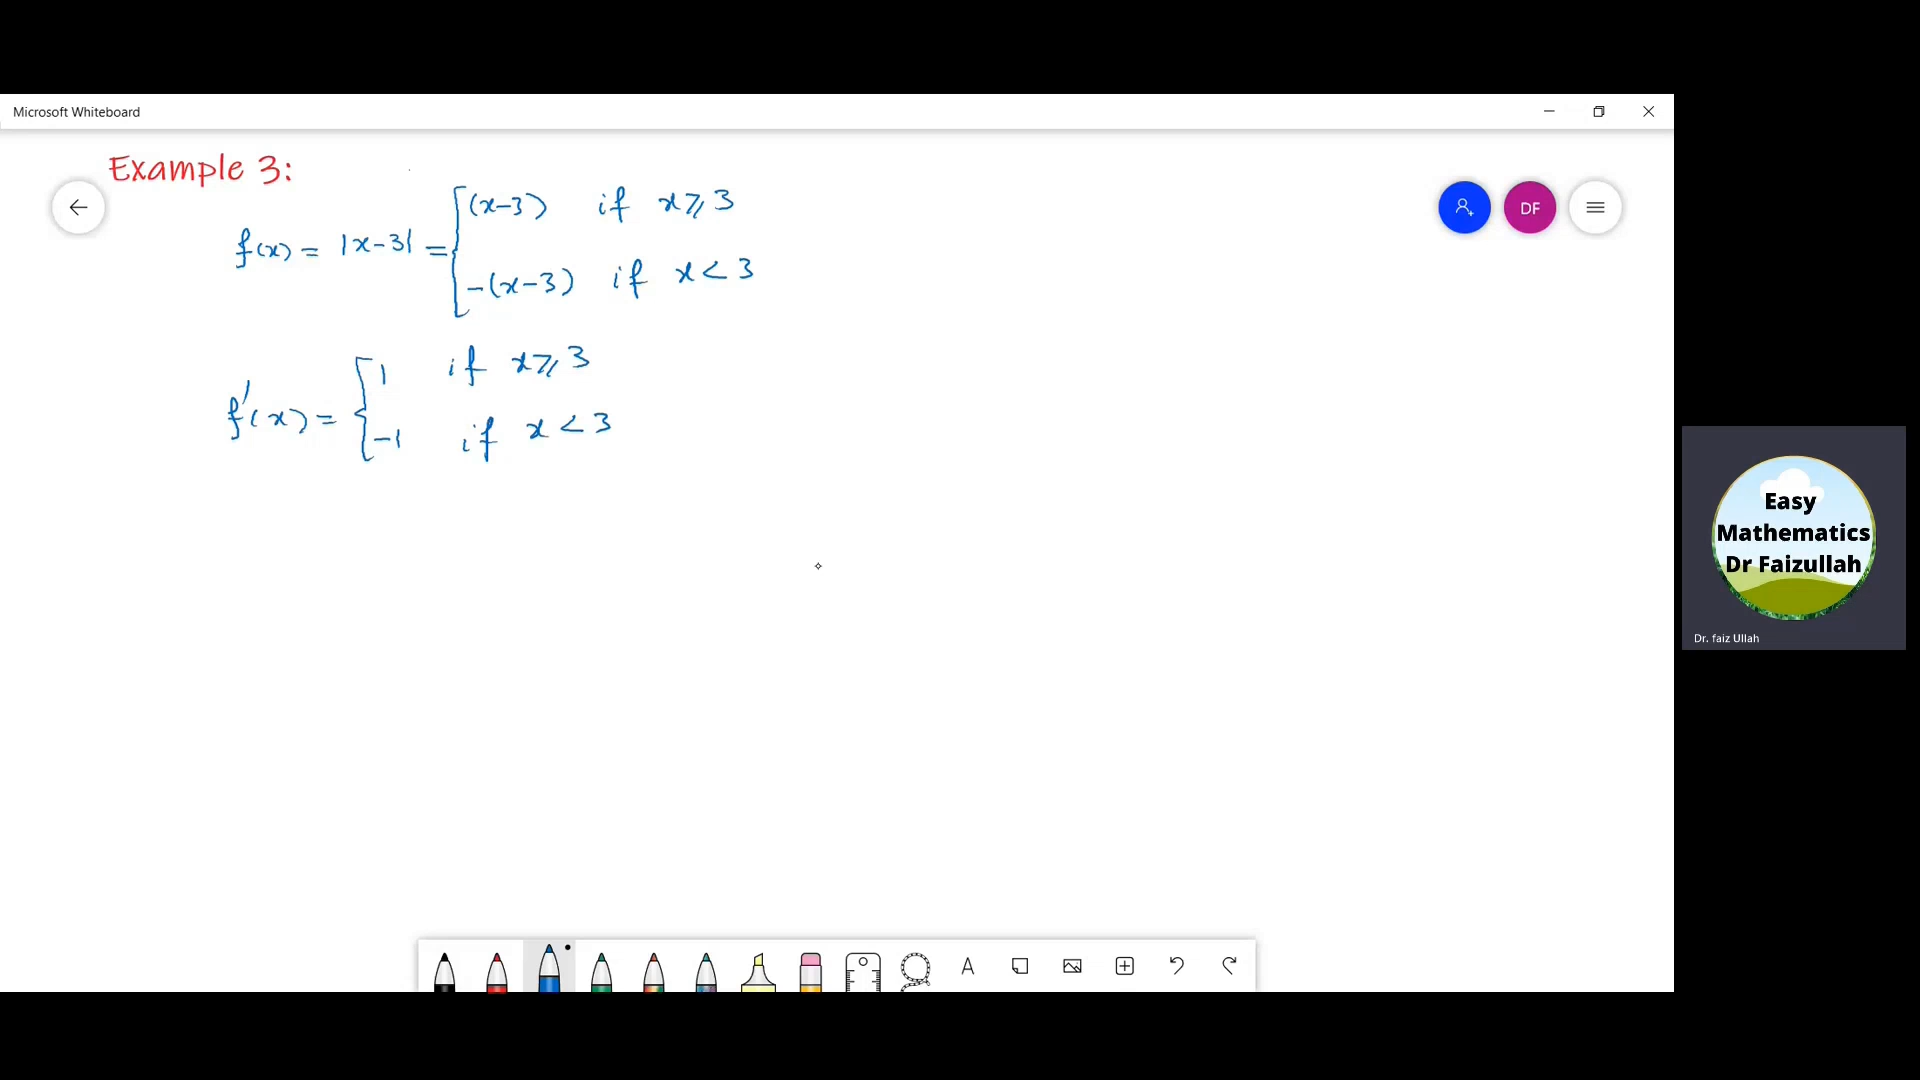 Microsoft Whiteboard
Example 3:
f(x) = |x-3| = { (x-3) if x ⩾ 3
-(x-3) if x < 3
DF
f'(x) = { 1 if x ⩾ 3
-1 if x < 3
Easy
Mathematics
Dr Faizullah
Dr. faiz Ullah
A